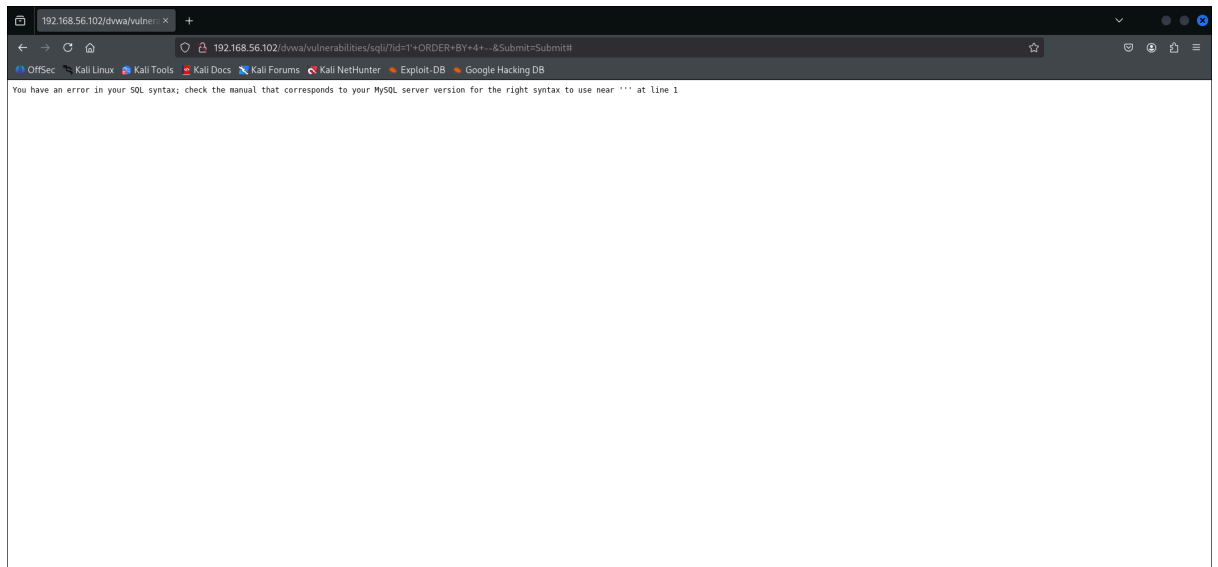 192.168.56.102/dvwa/vulnera
192.168.56.102/dvwa/vulnerabilities/sqli/?id=1'+ORDER+BY+4+--&Submit=Submit#
OffSec Kali Linux Kali Tools Kali Docs Kali Forums Kali NetHunter Exploit-DB Google Hacking DB
You have an error in your SQL syntax; check the manual that corresponds to your MySQL server version for the right syntax to use near ''' at line 1